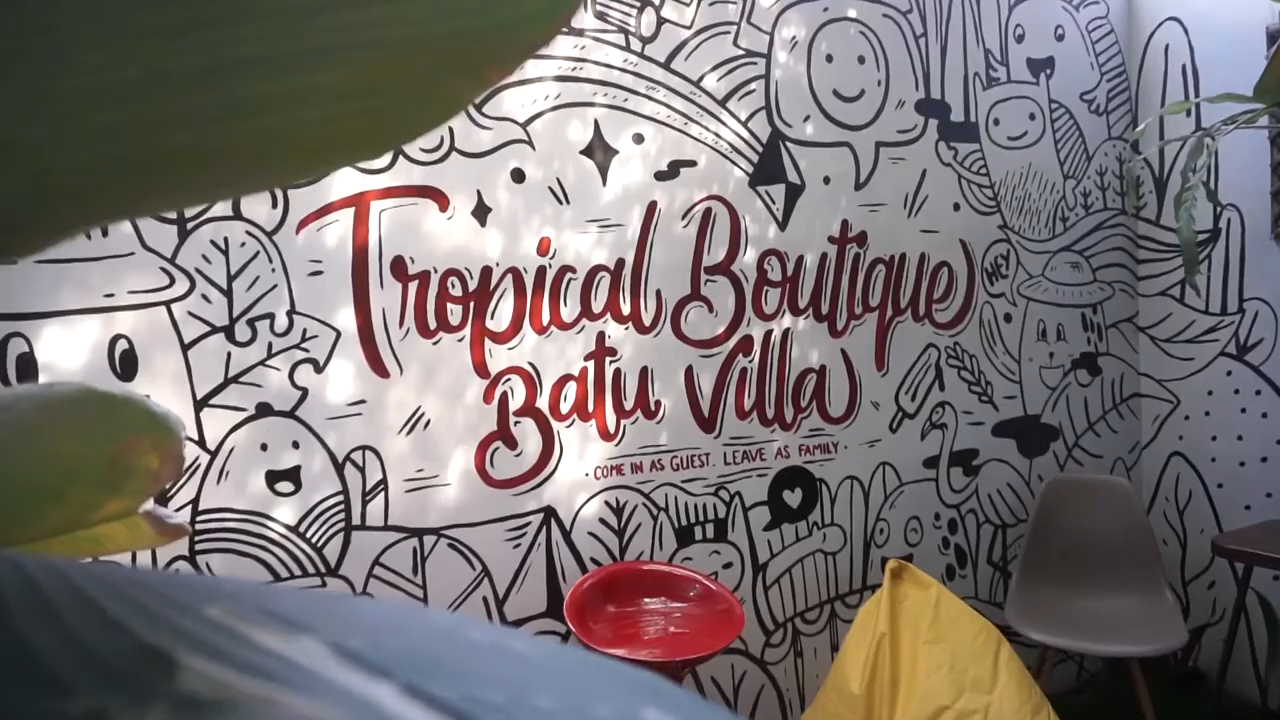 Tropical Boutique
Batu Villa
· COME IN AS GUEST. LEAVE AS FAMILY ·
HEY